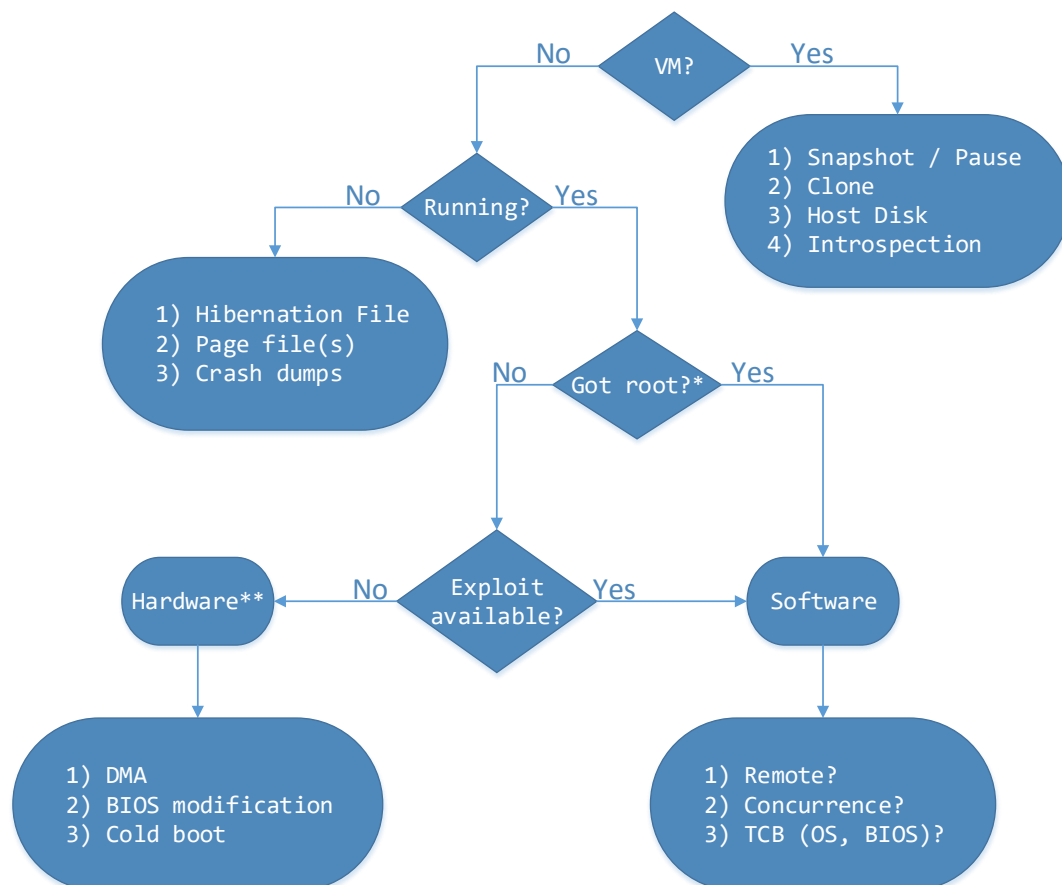 VM?
No
Yes
1) Snapshot / Pause
2) Clone
3) Host Disk
4) Introspection
Running?
No
Yes
1) Hibernation File
2) Page file(s)
3) Crash dumps
Got root?*
No
Yes
Exploit
available?
No
Yes
Hardware**
Software
1) DMA
2) BIOS modification
3) Cold boot
1) Remote?
2) Concurrence?
3) TCB (OS, BIOS)?